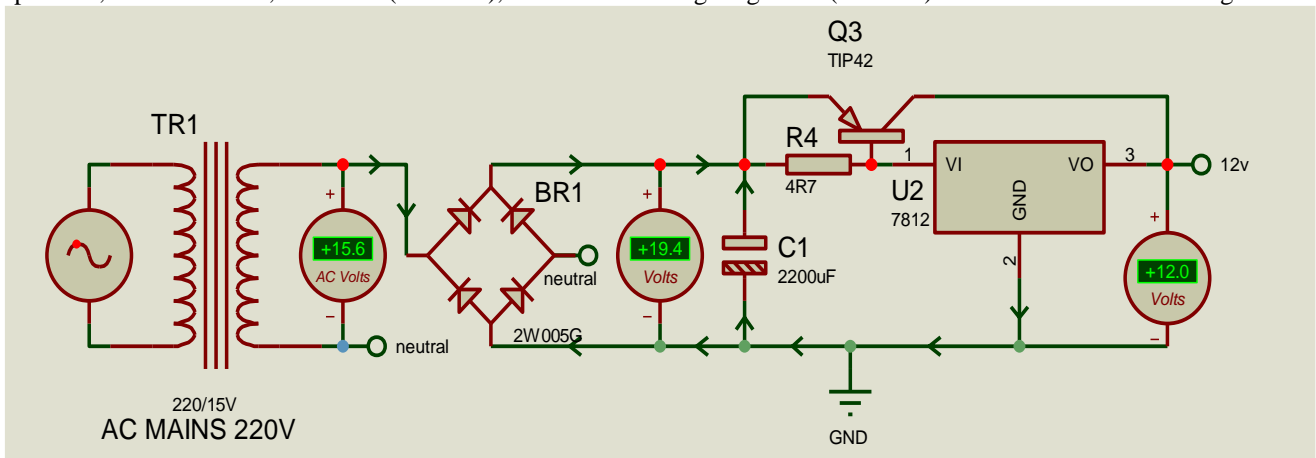 Q3
TIP42
TR1
R4
4R7
1
VI
VO
3
12v
BR1
U2
7812
GND
2
+
+15.6
AC Volts
−
+
+19.4
Volts
−
C1
2200uF
+
+12.0
Volts
−
neutral
2W005G
neutral
220/15V
AC MAINS 220V
GND